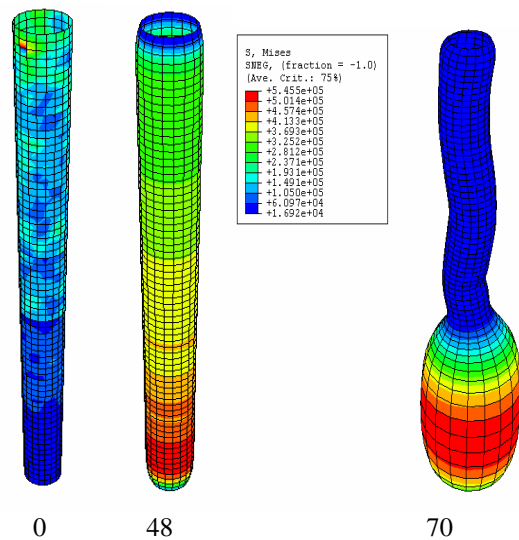 S, Mises
SNEG, (fraction = -1.0)
(Ave. Crit.: 75%)
+5.455e+05
+5.014e+05
+4.574e+05
+4.133e+05
+3.693e+05
+3.252e+05
+2.812e+05
+2.371e+05
+1.931e+05
+1.491e+05
+1.050e+05
+6.097e+04
+1.692e+04
0 48 70